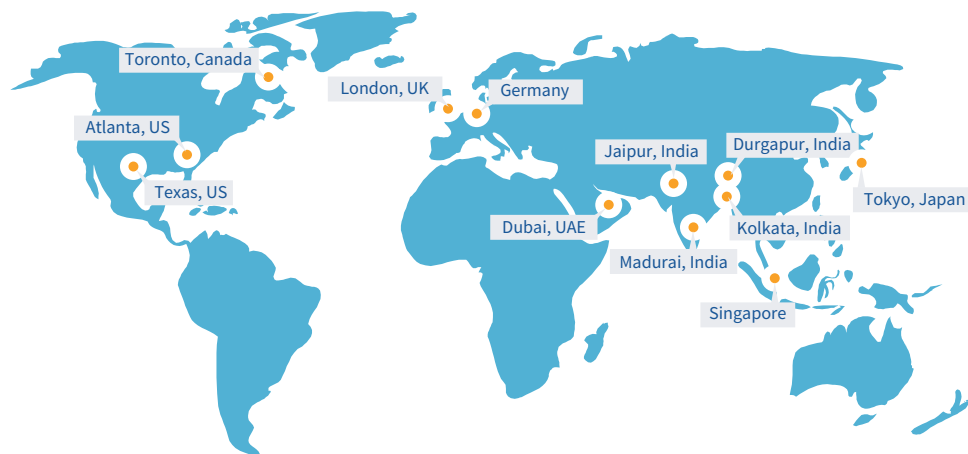 Toronto, Canada
London, UK
Germany
Atlanta, US
Durgapur, India
Jaipur, India
Texas, US
Tokyo, Japan
Dubai, UAE
Kolkata, India
Madurai, India
Singapore